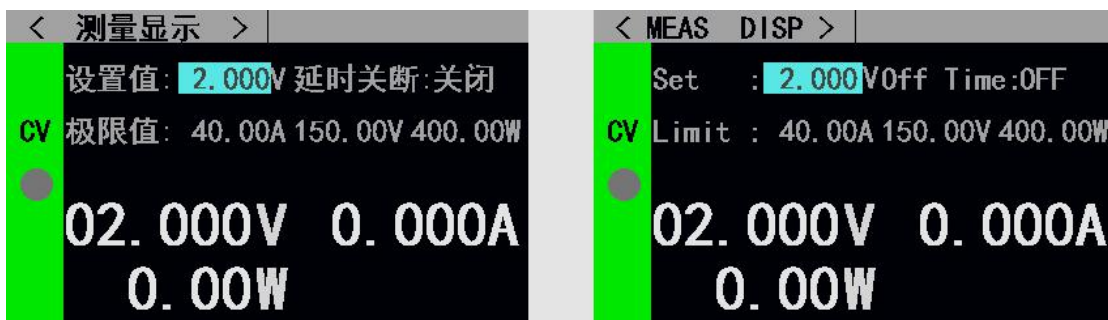 < 测量显示 >
设置值: 2.000V 延时关断:关闭
CV 极限值: 40.00A 150.00V 400.00W
02.000V 0.000A
0.00W
< MEAS DISP >
Set : 2.000 VOff Time:OFF
CV Limit : 40.00A 150.00V 400.00W
02.000V 0.000A
0.00W